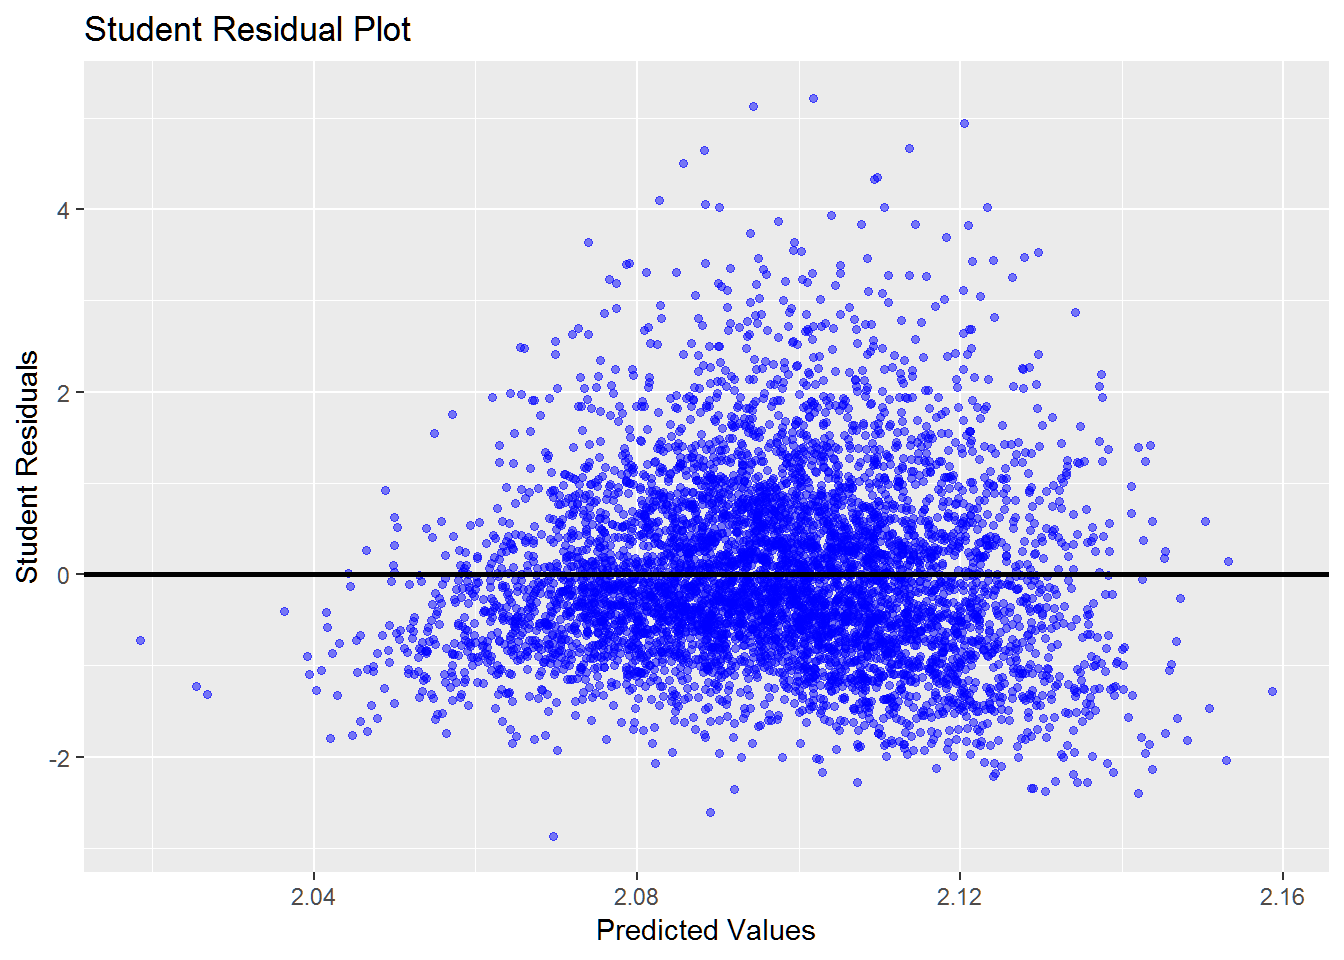 Student Residual Plot
Student Residuals
4
2
0
-2
2.04 2.08 2.12 2.16
Predicted Values